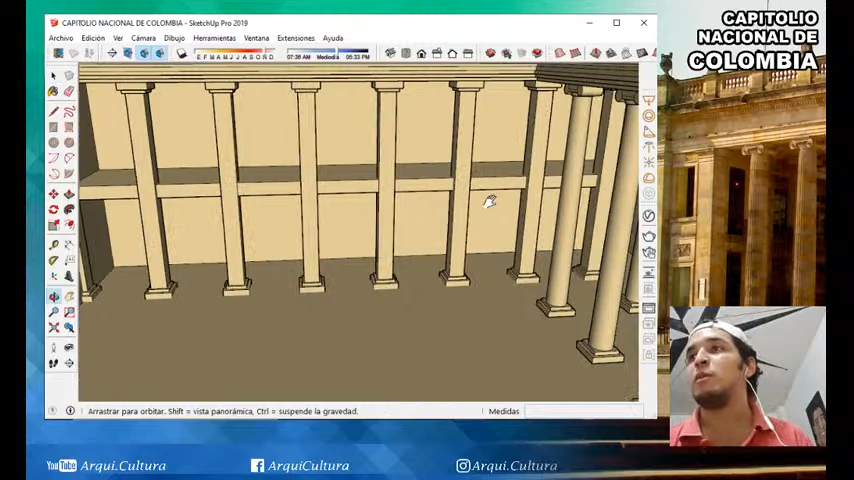 CAPITOLIO NACIONAL DE COLOMBIA - SketchUp Pro 2019
Archivo Edición Ver Cámara Dibujo Herramientas Ventana Extensiones Ayuda
E F M A M J J A S O N D 07:36 AM Mediodía 05:33 PM
Arrastrar para orbitar. Shift = vista panorámica, Ctrl = suspende la gravedad. Medidas
CAPITOLIO
NACIONAL DE
COLOMBIA
YouTube Arqui.Cultura
ArquiCultura
Arqui.Cultura